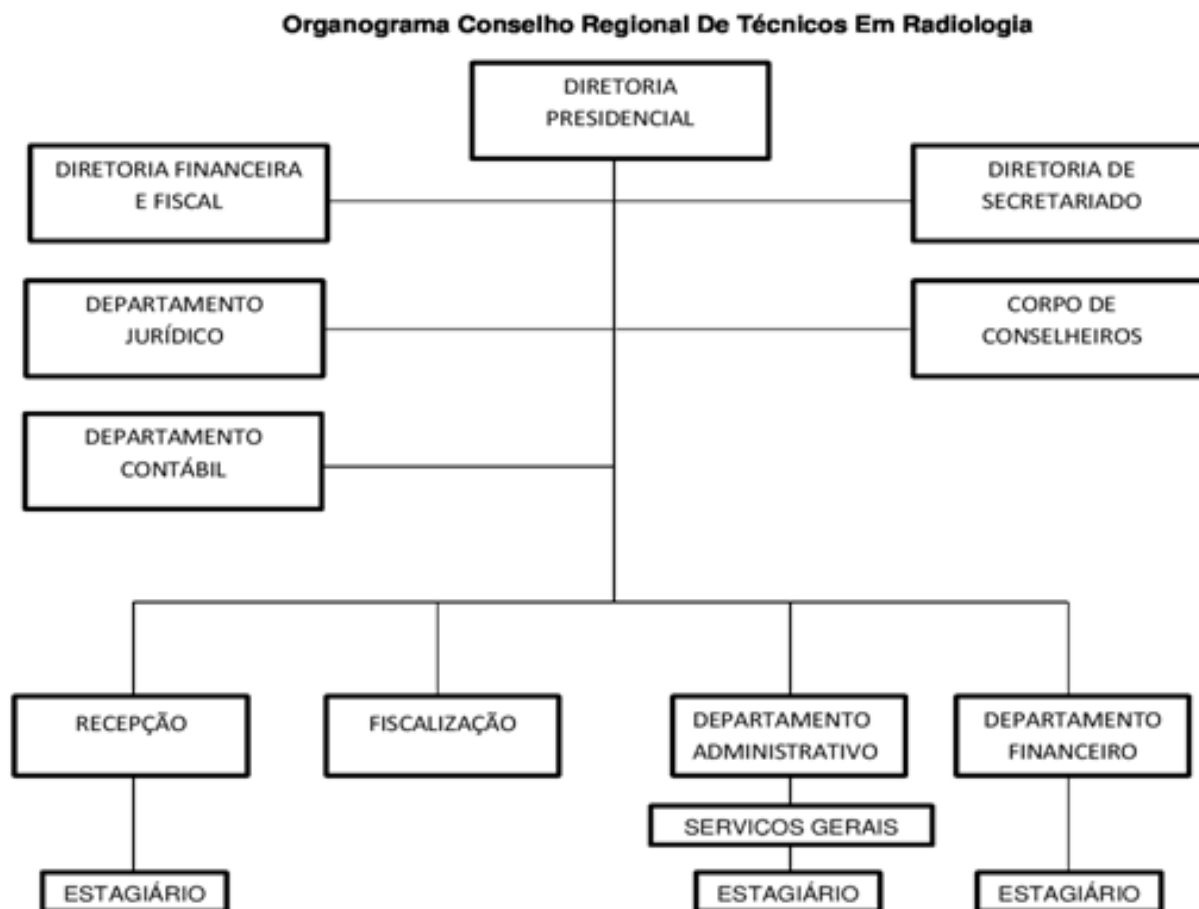 Organograma Conselho Regional De Técnicos Em Radiologia
DIRETORIA
PRESIDENCIAL
DIRETORIA FINANCEIRA
E FISCAL
DIRETORIA DE
SECRETARIADO
DEPARTAMENTO
JURÍDICO
CORPO DE
CONSELHEIROS
DEPARTAMENTO
CONTÁBIL
RECEPÇÃO
FISCALIZAÇÃO
DEPARTAMENTO
ADMINISTRATIVO
DEPARTAMENTO
FINANCEIRO
SERVICOS GERAIS
ESTAGIÁRIO
ESTAGIÁRIO
ESTAGIÁRIO